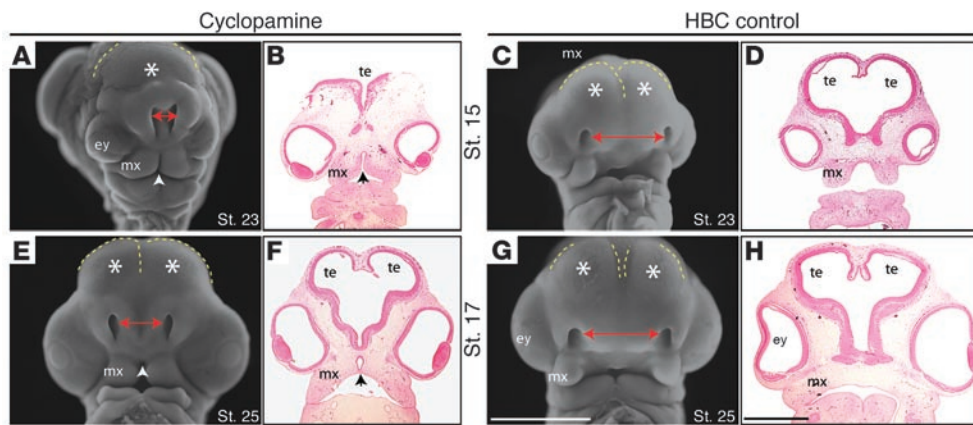 Cyclopamine
HBC control
A
*
ey
mx
St. 23
B
te
mx
St. 15
C
mx
* *
St. 23
D
te te
mx
E
* *
mx
St. 25
F
te te
mx
St. 17
G
* *
ey
mx
St. 25
H
te te
ey
mx